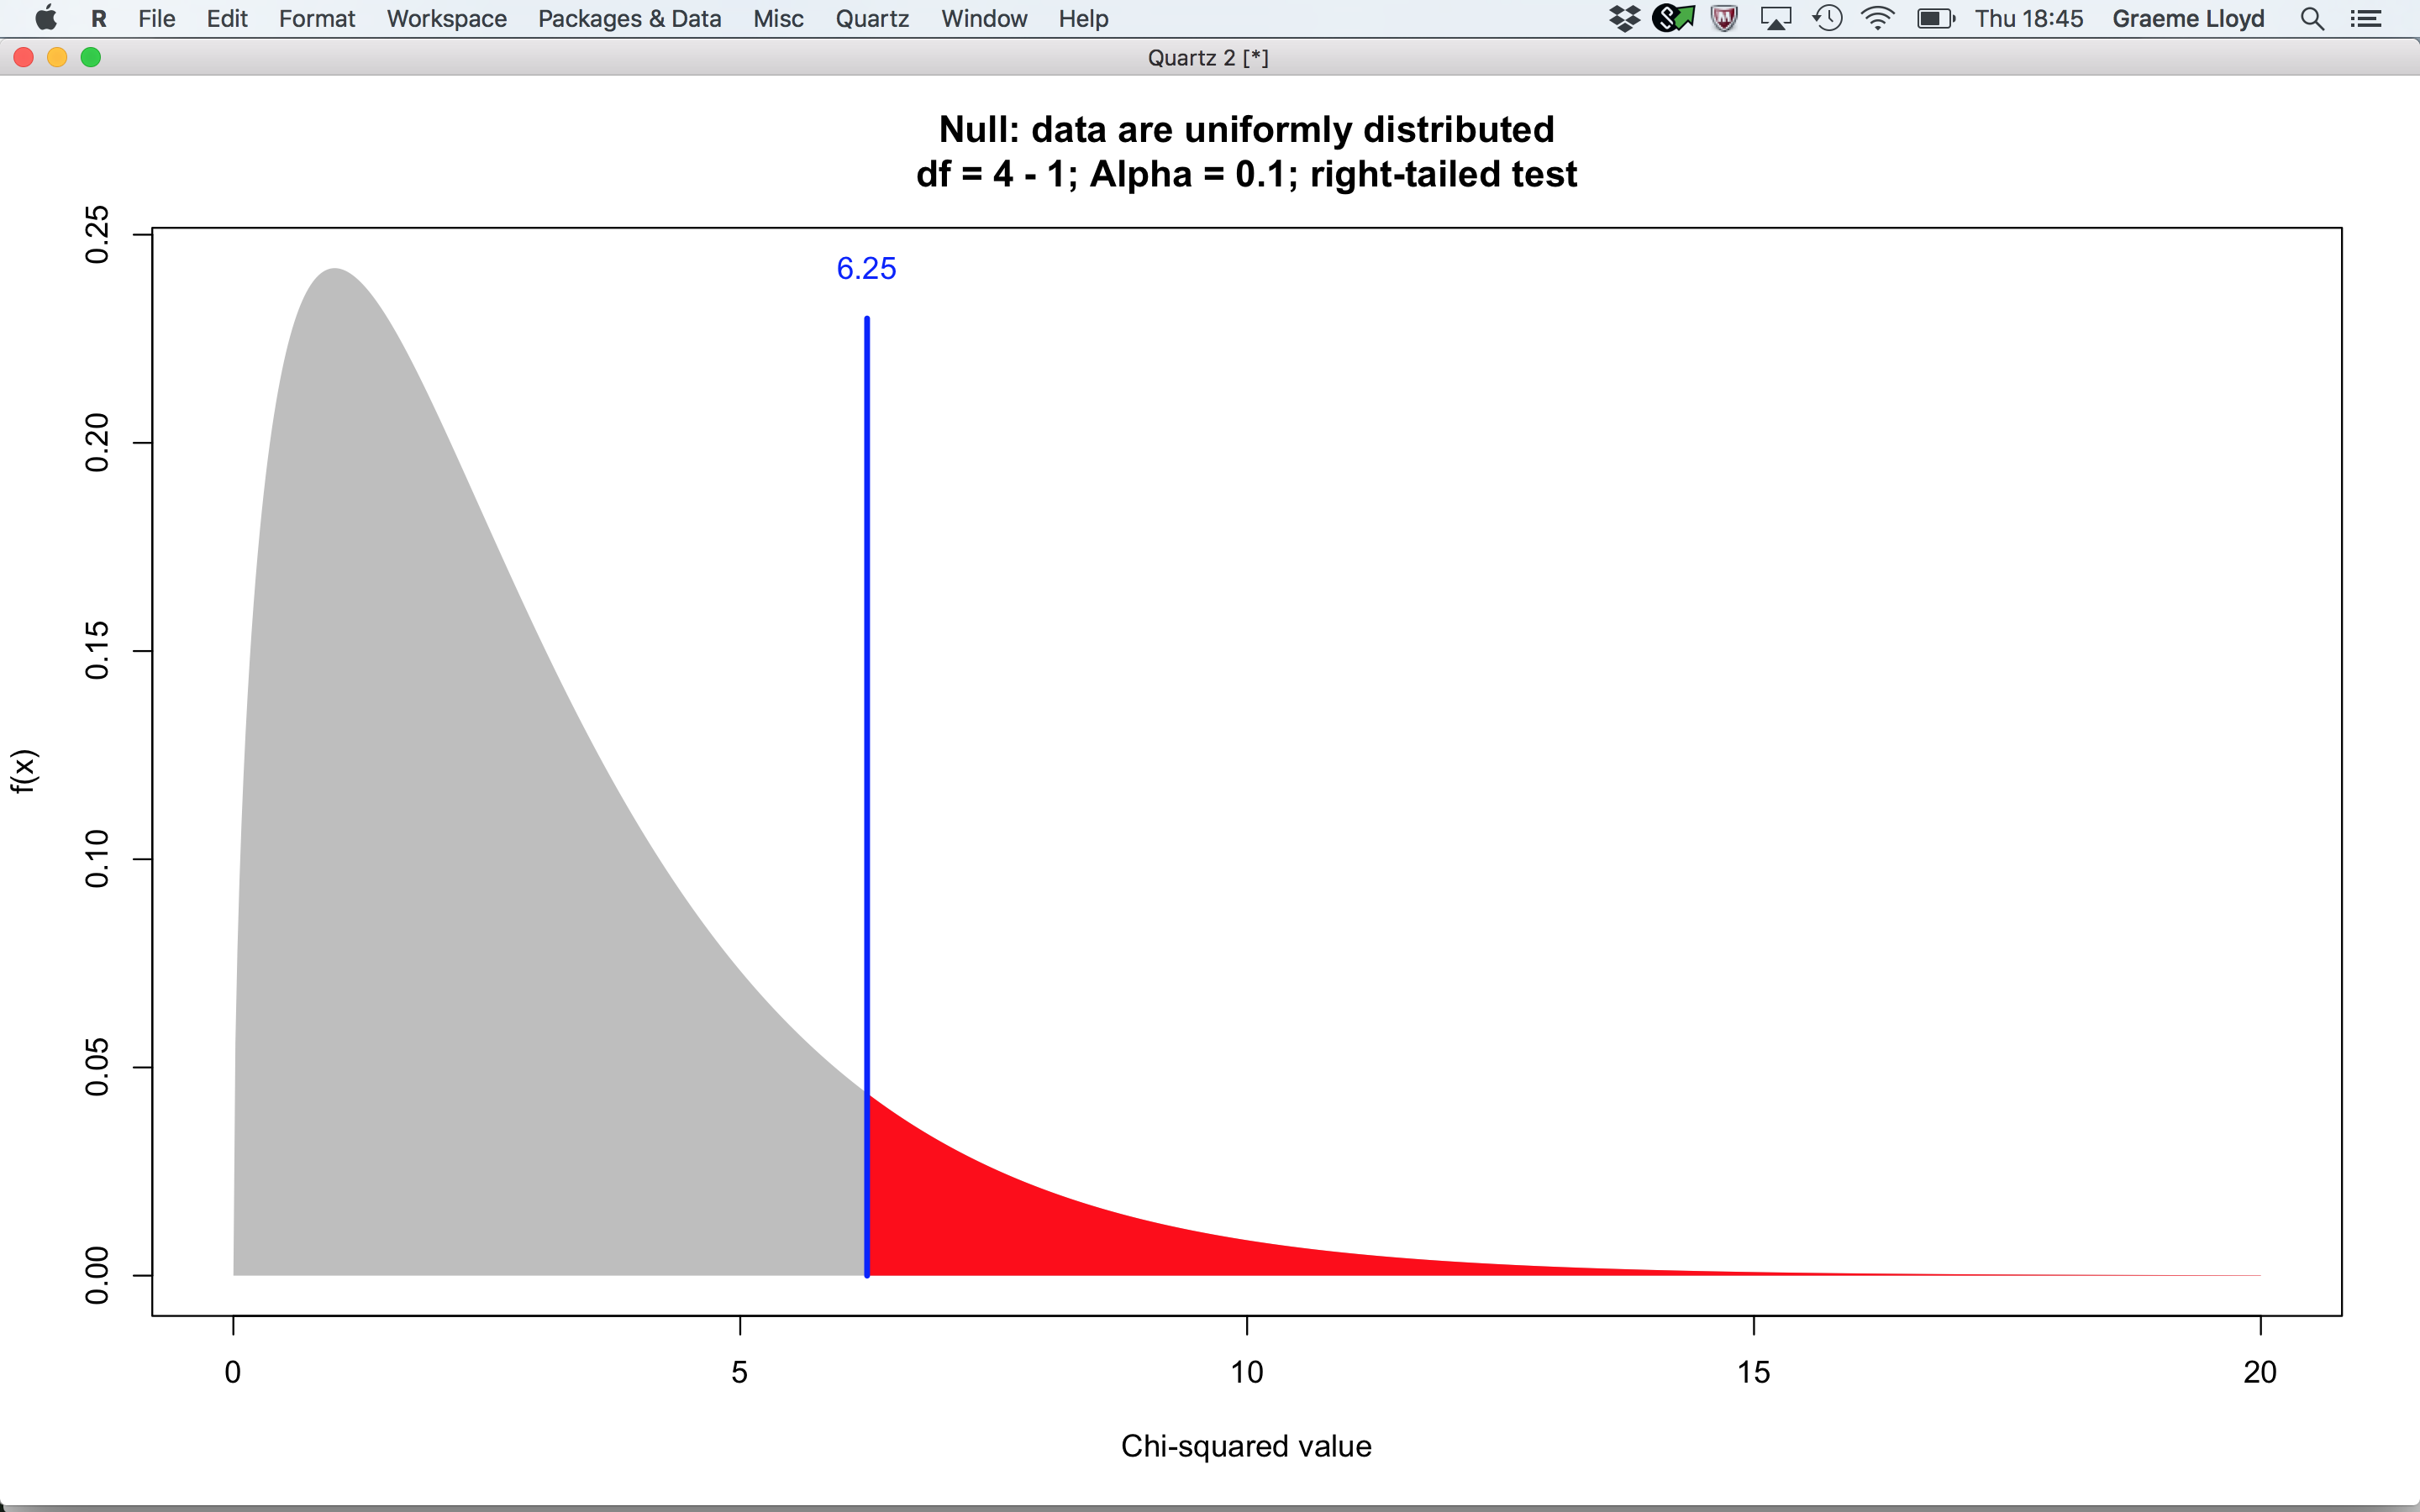 R File Edit Format Workspace Packages & Data Misc Quartz Window Help Thu 18:45 Graeme Lloyd
Quartz 2 [*]
Null: data are uniformly distributed
df = 4 - 1; Alpha = 0.1; right-tailed test
6.25
f(x)
0.25
0.20
0.15
0.10
0.05
0.00
0 5 10 15 20
Chi-squared value